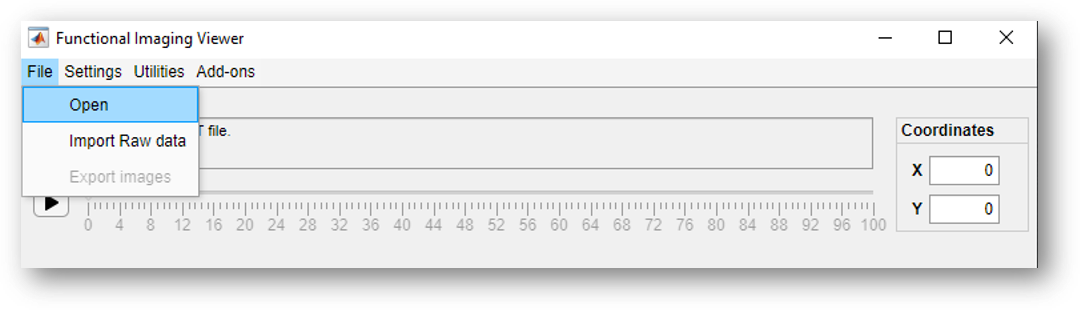 Functional Imaging Viewer
File Settings Utilities Add-ons
Open
Import Raw data
Export images
file.
Coordinates
X 0
Y 0
0 4 8 12 16 20 24 28 32 36 40 44 48 52 56 60 64 68 72 76 80 84 88 92 96 100